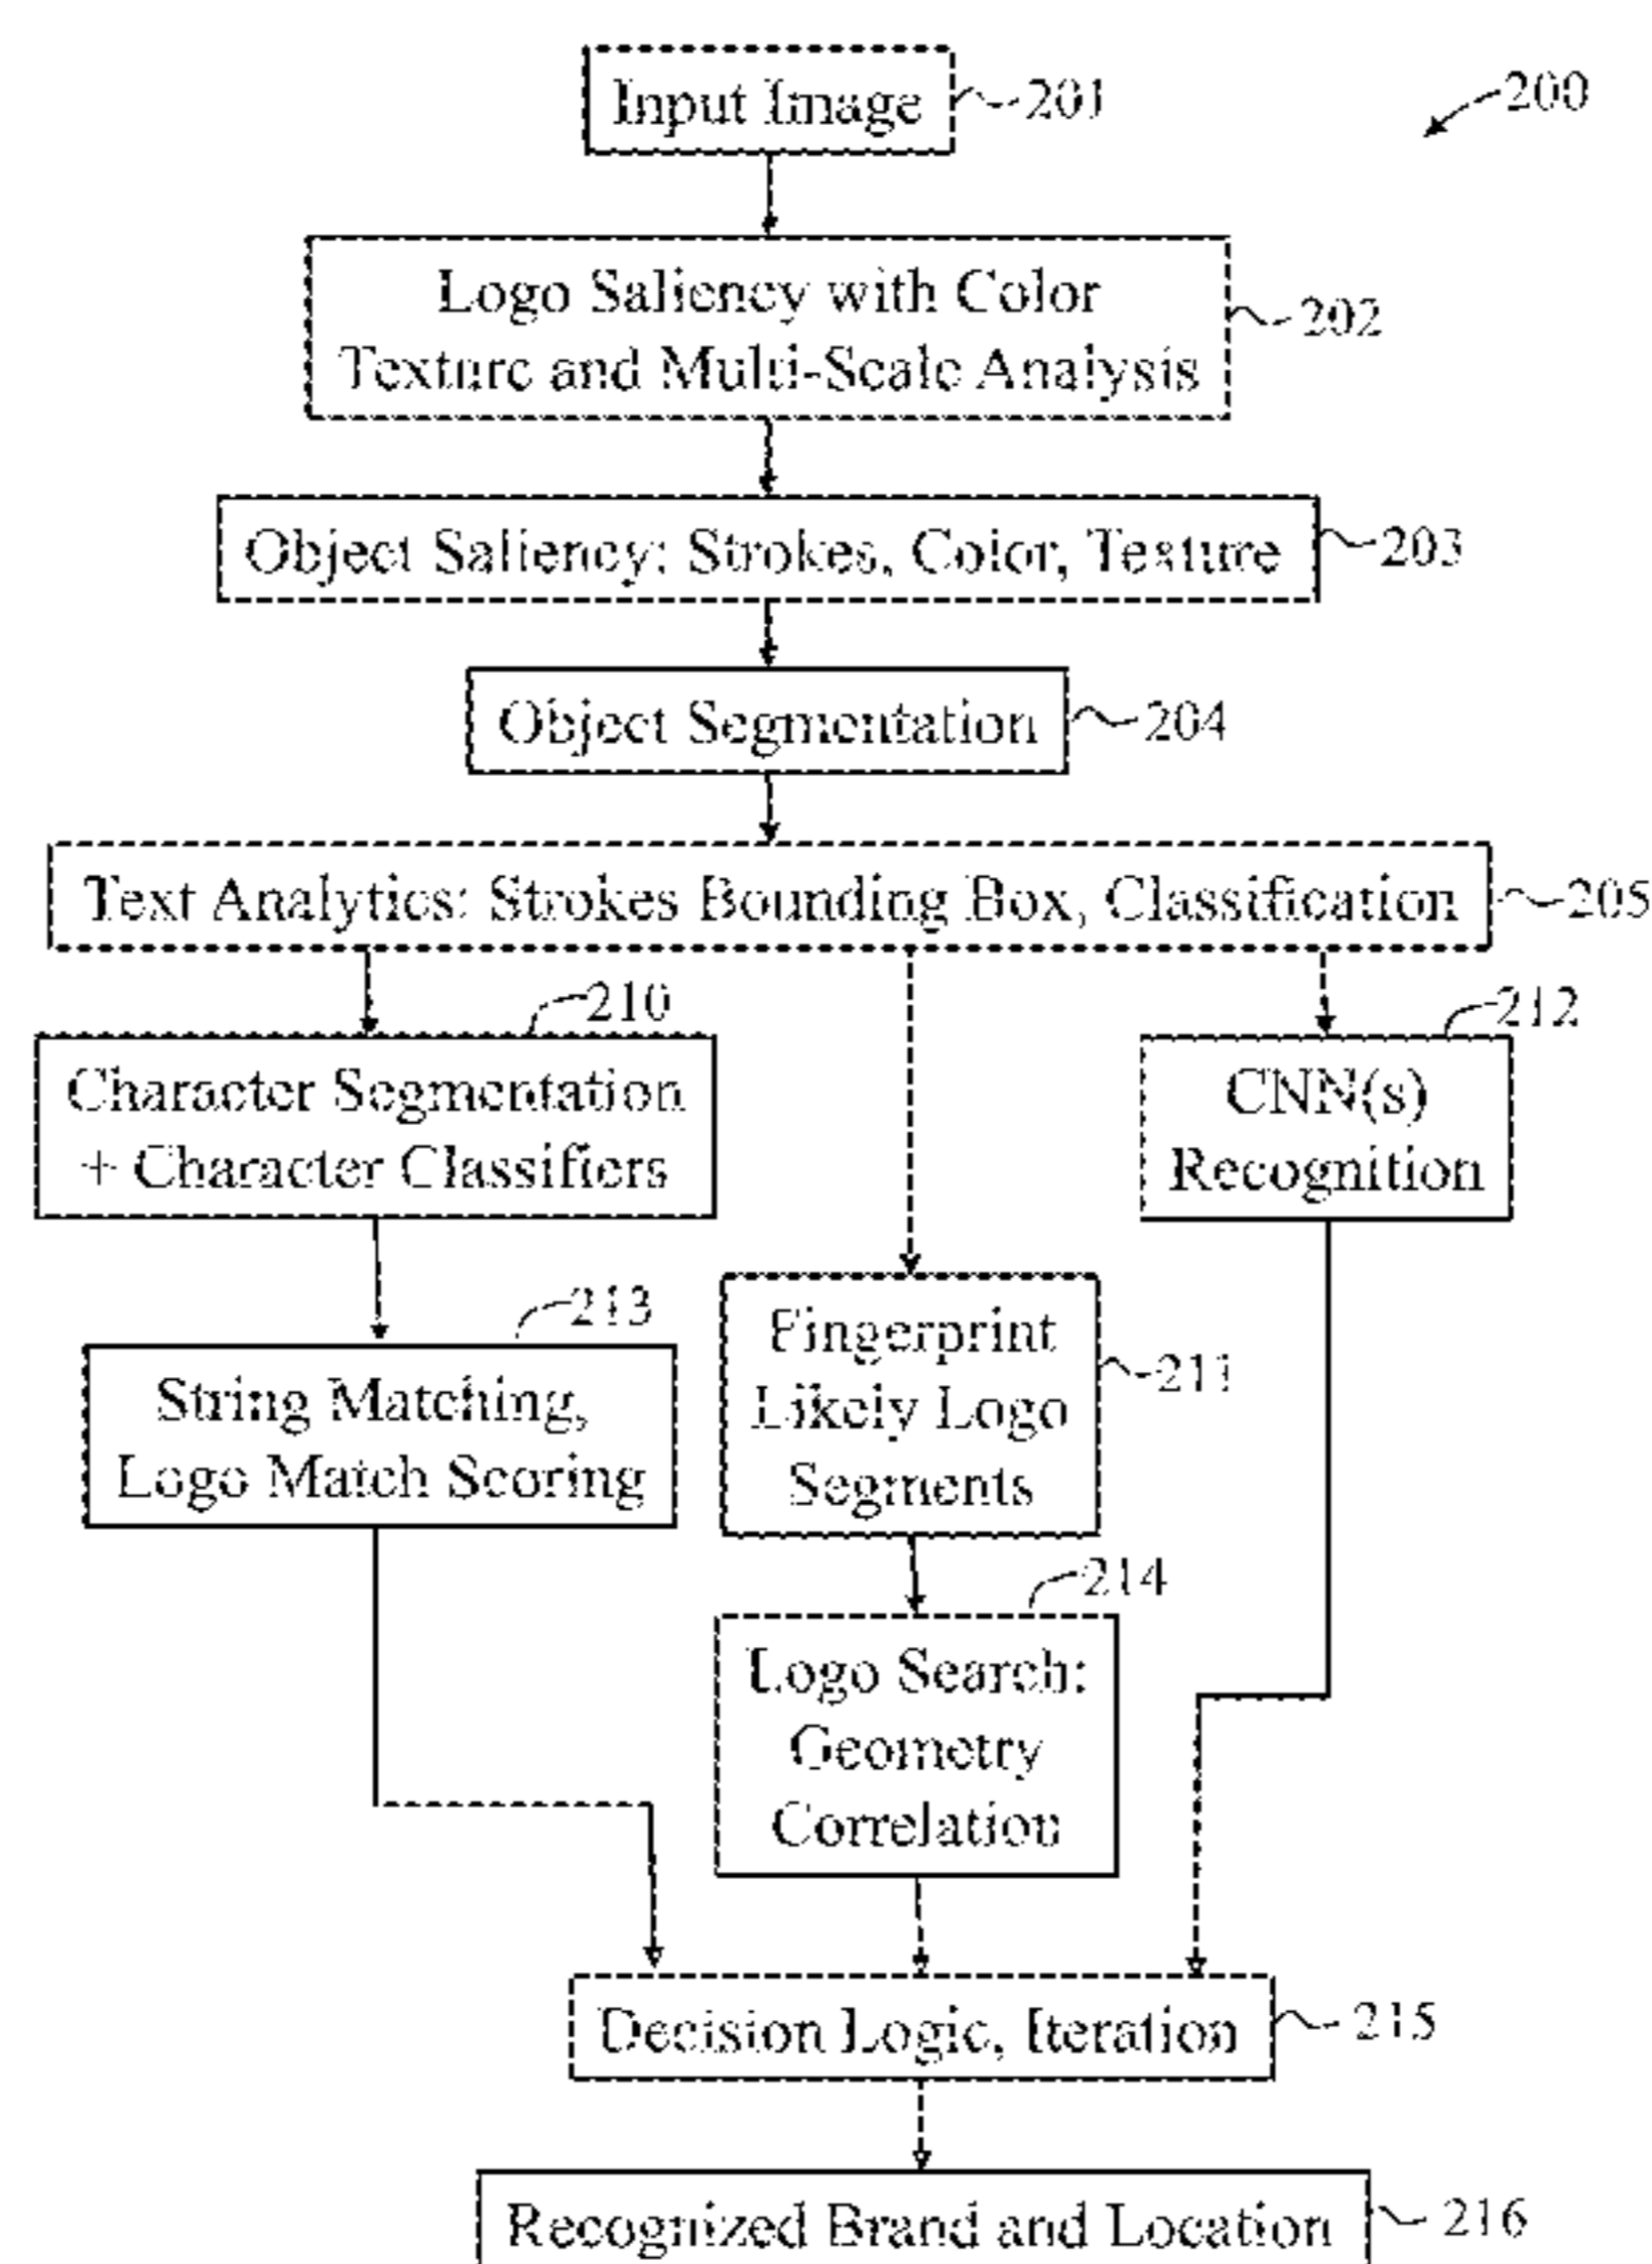 Input Image
201
200
Logo Saliency with Color
Texture and Multi-Scale Analysis
202
Object Saliency: Strokes, Color, Texture
203
Object Segmentation
204
Text Analytics: Strokes Bounding Box, Classification
205
210
212
Character Segmentation
+ Character Classifiers
CNN(s)
Recognition
213
String Matching,
Logo Match Scoring
Fingerprint
Likely Logo
Segments
211
214
Logo Search:
Geometry
Correlation
Decision Logic, Iteration
215
Recognized Brand and Location
216